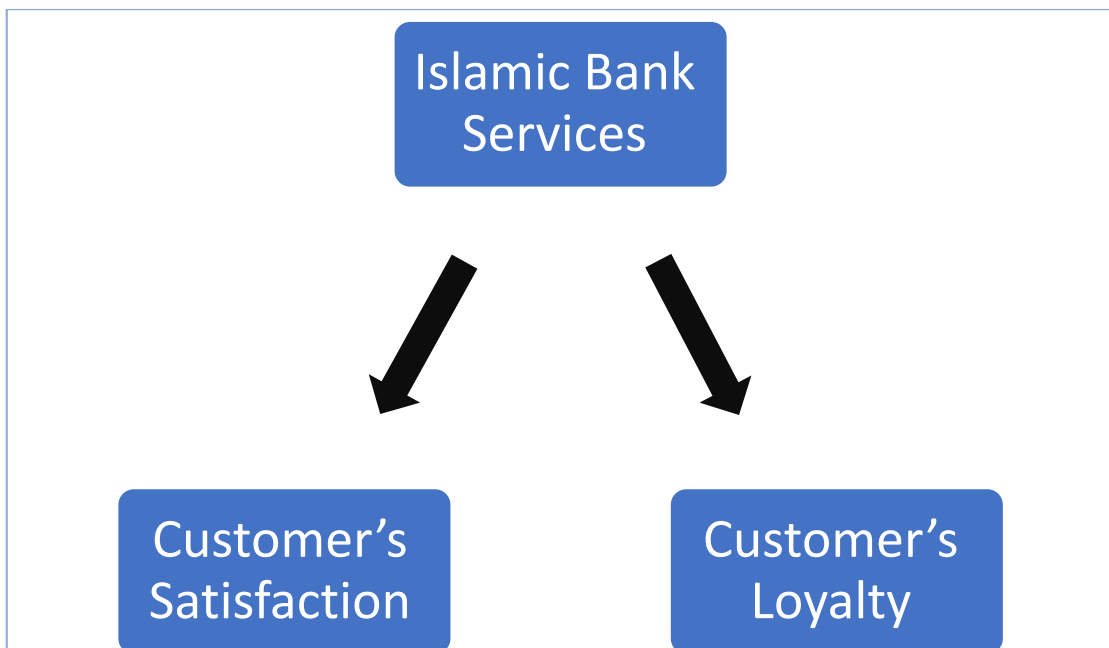 Islamic Bank
Services
Customer’s
Satisfaction
Customer’s
Loyalty